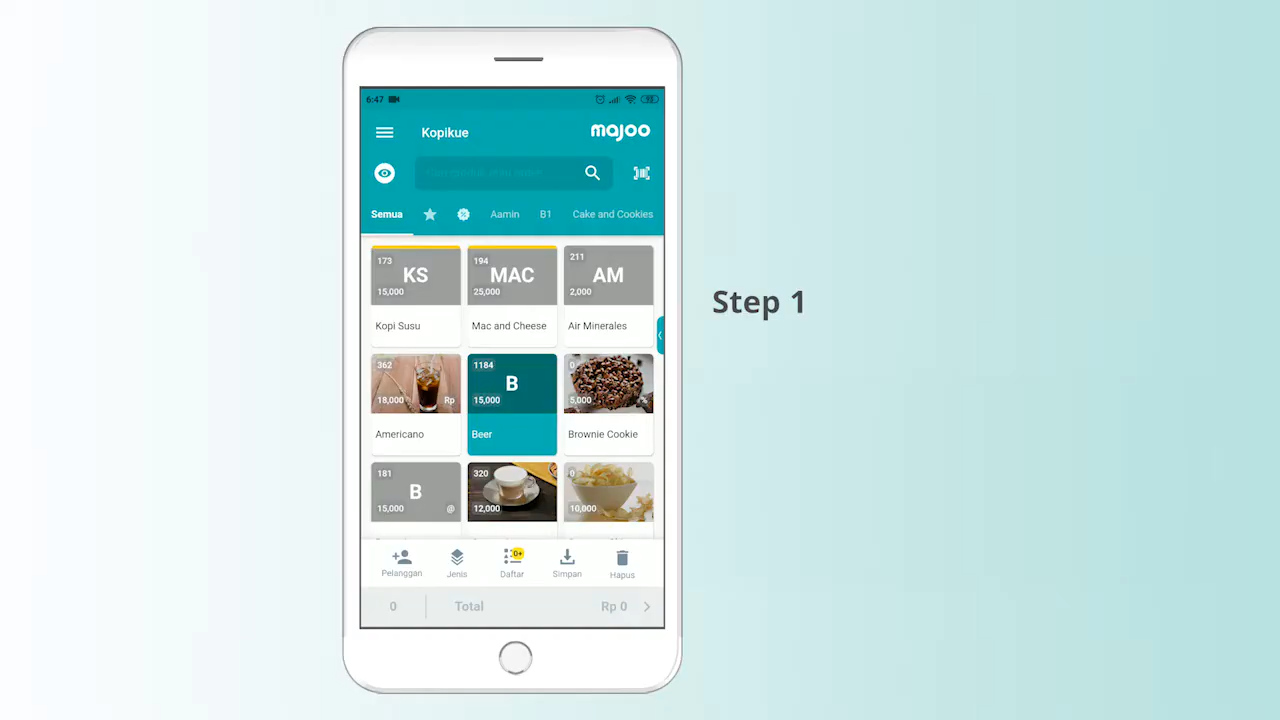 6:47
Kopikue
majoo
Semua
Aamin
B1
Cake and Cookies
173
KS
15,000
194
MAC
25,000
211
AM
2,000
Kopi Susu
Mac and Cheese
Air Minerales
Step 1
362
18,000
Rp
1184
B
15,000
0
5,000
%
Americano
Beer
Brownie Cookie
181
B
15,000
@
320
12,000
0
10,000
0+
Pelanggan
Jenis
Daftar
Simpan
Hapus
0
Total
Rp 0